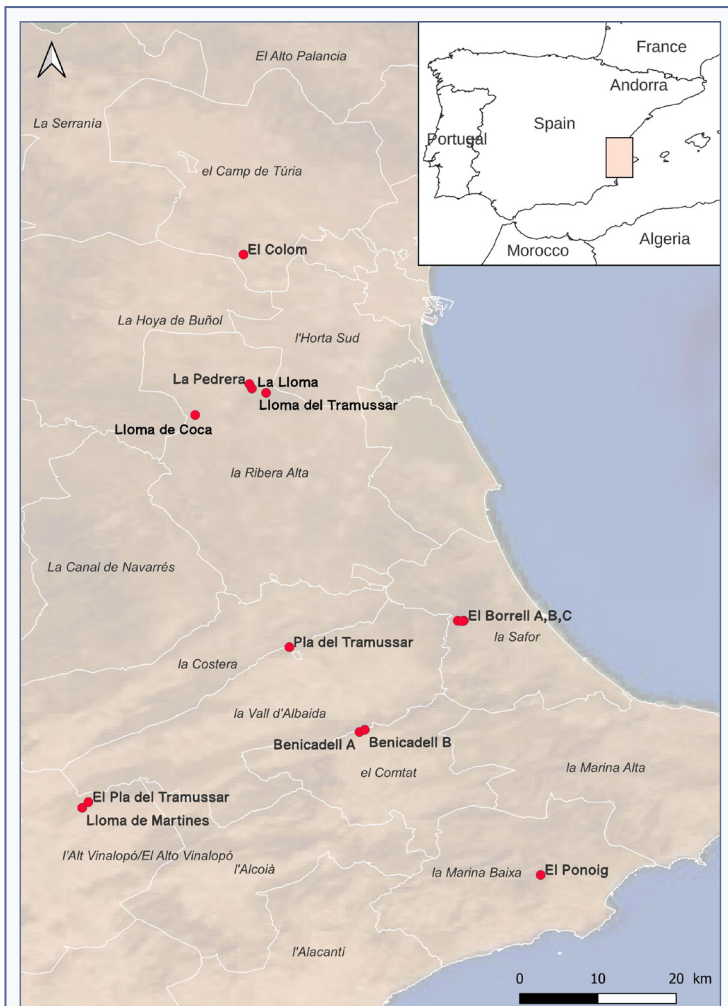 France
El Alto Palancia
Andorra
La Serranía
Spain
Portugal
el Camp de Túria
Algeria
Morocco
El Colom
La Hoya de Buñol
l'Horta Sud
La Pedrera
La Lloma
Lloma del Tramussar
Lloma de Coca
la Ribera Alta
La Canal de Navarrés
El Borrell A,B,C
la Safor
Pla del Tramussar
la Costera
la Vall d'Albaida
Benicadell A
Benicadell B
el Comtat
la Marina Alta
El Pla del Tramussar
Lloma de Martines
l'Alt Vinalopó/El Alto Vinalopó
l'Alcoià
la Marina Baixa
El Ponoig
l'Alacantí
0 10 20 km